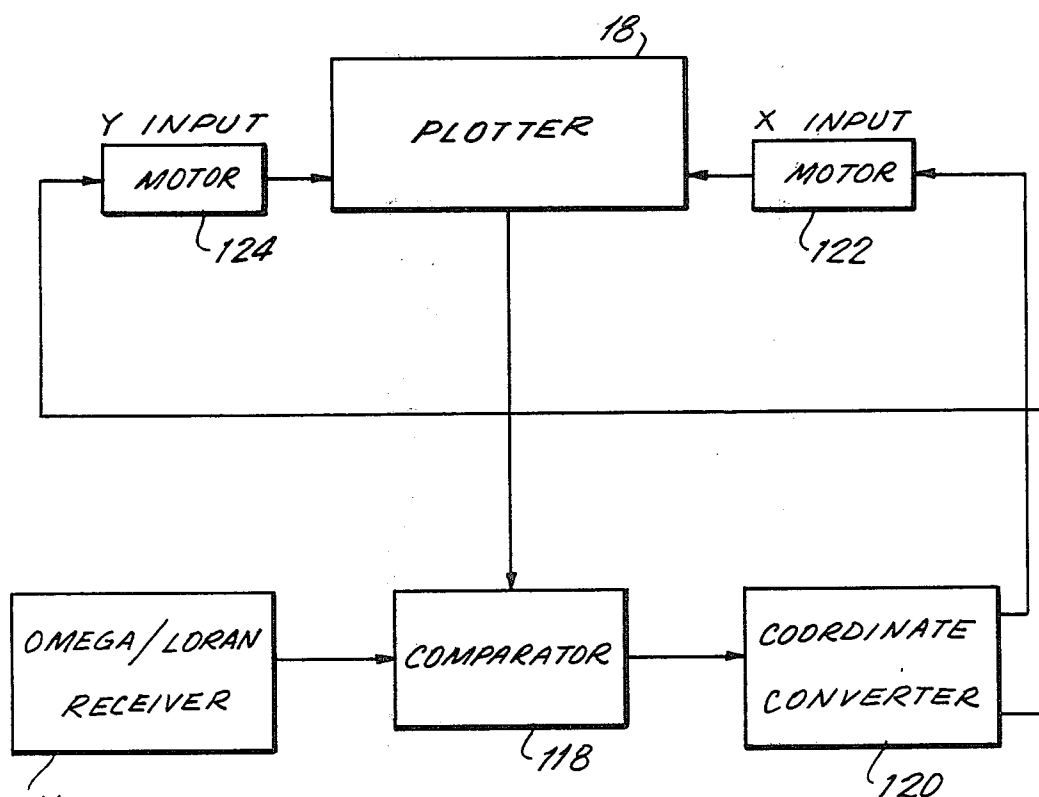 18
PLOTTER
Y INPUT
MOTOR
124
X INPUT
MOTOR
122
OMEGA/LORAN
RECEIVER
COMPARATOR
118
COORDINATE
CONVERTER
120